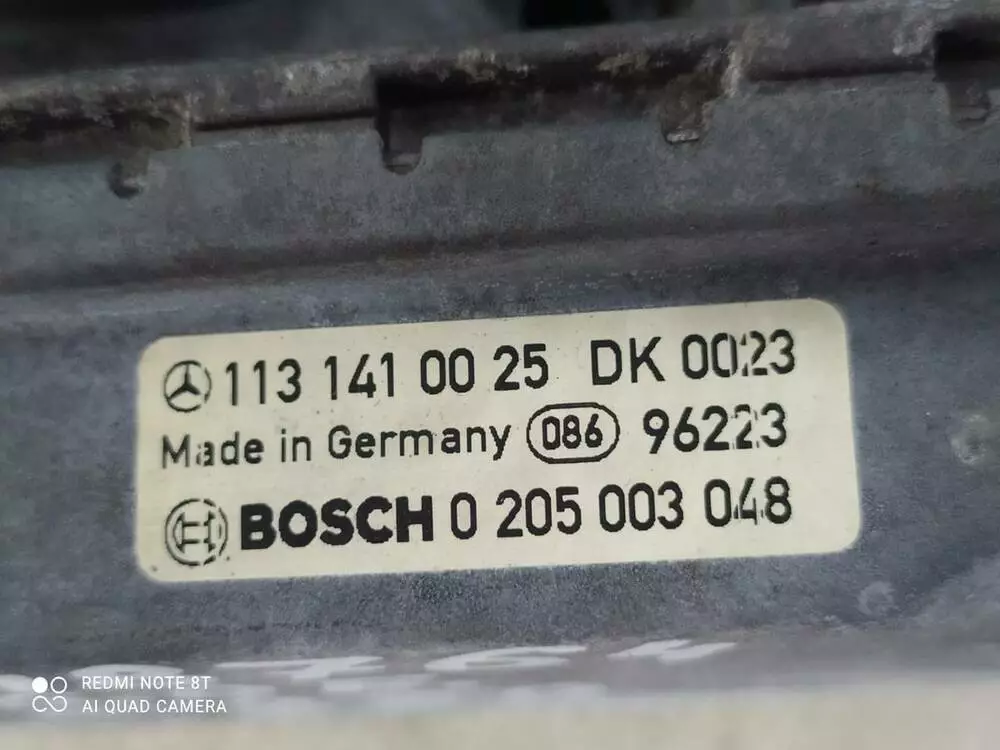 113 141 00 25 DK 0023
Made in Germany 086 96223
BOSCH 0 205 003 048
REDMI NOTE 8T
AI QUAD CAMERA